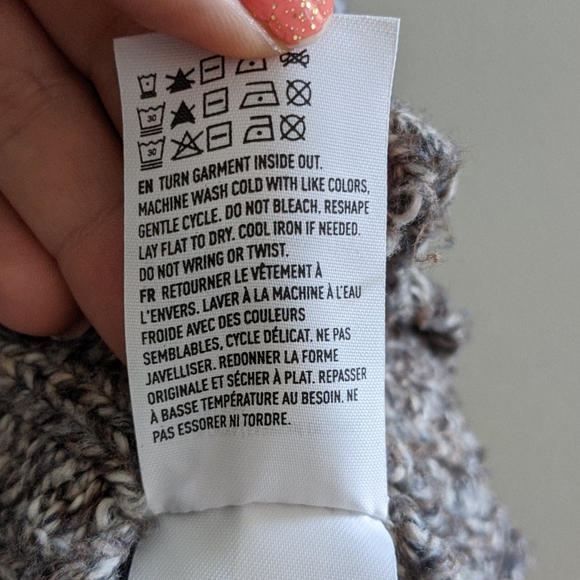 30
30
EN TURN GARMENT INSIDE OUT.
MACHINE WASH COLD WITH LIKE COLORS,
GENTLE CYCLE. DO NOT BLEACH. RESHAPE
LAY FLAT TO DRY. COOL IRON IF NEEDED.
DO NOT WRING OR TWIST.
FR RETOURNER LE VÊTEMENT À
L'ENVERS. LAVER À LA MACHINE À L'EAU
FROIDE AVEC DES COULEURS
SEMBLABLES, CYCLE DÉLICAT. NE PAS
JAVELLISER. REDONNER LA FORME
ORIGINALE ET SÉCHER À PLAT. REPASSER
À BASSE TEMPÉRATURE AU BESOIN. NE
PAS ESSORER NI TORDRE.